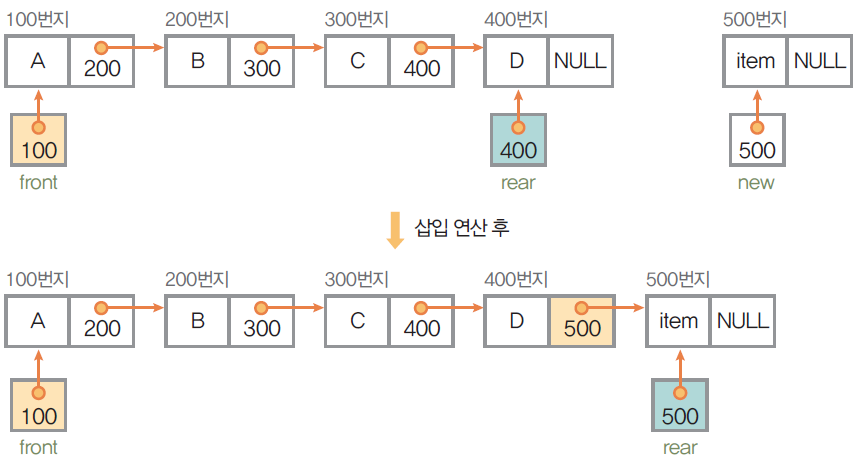 100번지 200번지 300번지 400번지 500번지
A 200 B 300 C 400 D NULL item NULL
100 400 500
front rear new
삽입 연산 후
100번지 200번지 300번지 400번지 500번지
A 200 B 300 C 400 D 500 item NULL
100 500
front rear